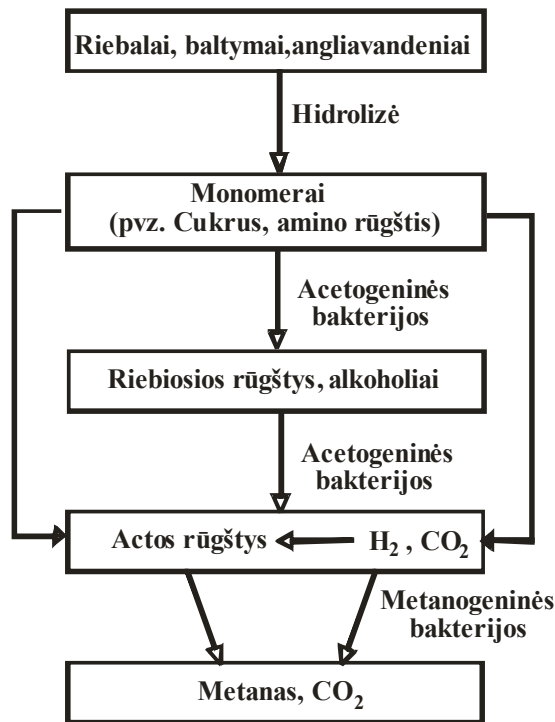 Riebalai, baltymai,angliavandeniai
Hidrolizė
Monomerai
(pvz. Cukrus, amino rūgštis)
Acetogeninės
bakterijos
Riebiosios rūgštys, alkoholiai
Acetogeninės
bakterijos
Actos rūgštys H₂ , CO₂
Metanogeninės
bakterijos
Metanas, CO₂